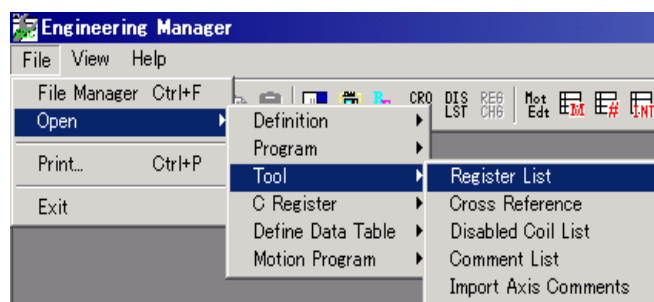 Engineering Manager
File View Help
File Manager Ctrl+F
Open
Print... Ctrl+P
Exit
CRO DIS LST REG CHG Mot Edt
Definition
Program
Tool
C Register
Define Data Table
Motion Program
Register List
Cross Reference
Disabled Coil List
Comment List
Import Axis Comments